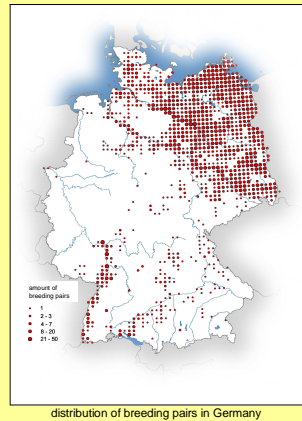 amount of
breeding pairs
1
2 - 3
4 - 7
8 - 20
21 - 50
distribution of breeding pairs in Germany